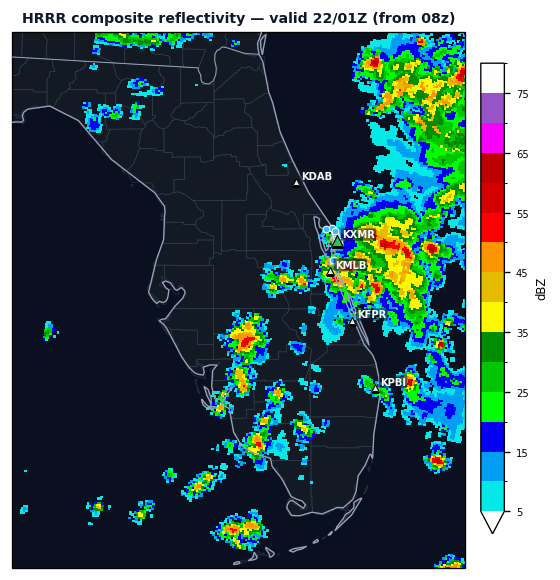 HRRR composite reflectivity — valid 22/01Z (from 08z)
KDAB
KXMR
KMLB
KFPR
KPBI
75
65
55
45
35
25
15
5
dBZ